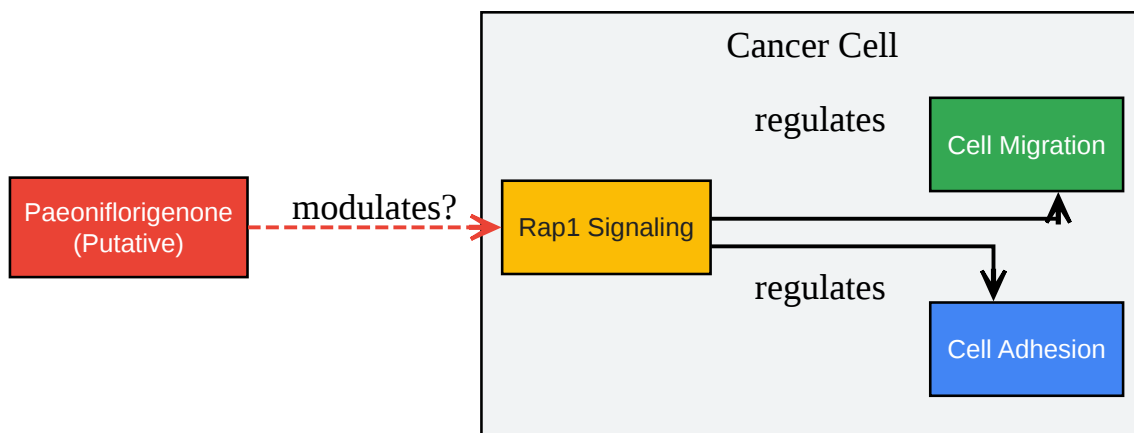 Cancer Cell
regulates
Cell Migration
Paeoniflorigenone
(Putative)
modulates?
Rap1 Signaling
regulates
Cell Adhesion